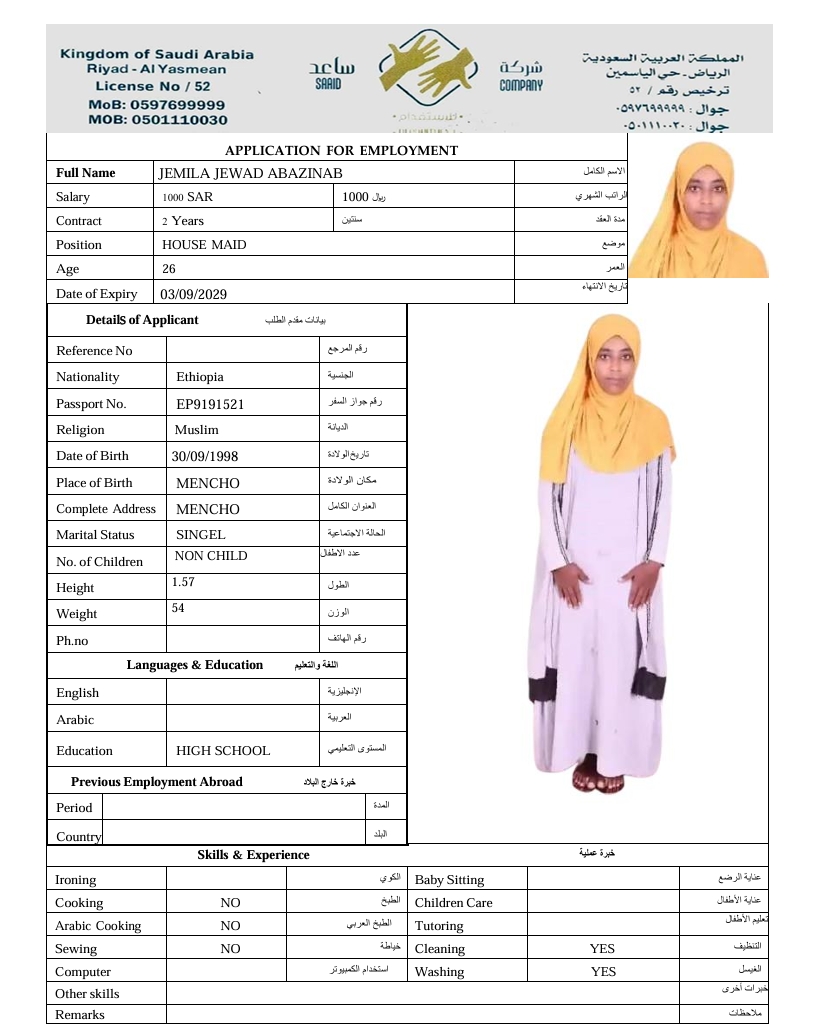 Kingdom of Saudi Arabia
Riyad - Al Yasmean
License No / 52
MoB: 0597699999
MOB: 0501110030
ساعد
SAAID
شركة
COMPANY
للاستقدام
المملكة العربية السعودية
الرياض - حي الياسمين
ترخيص رقم / ٥٢
جوال : ٠٥٩٧٦٩٩٩٩٩
جوال : ٠٥٠١١١٠٠٣٠
APPLICATION FOR EMPLOYMENT
Full Name JEMILA JEWAD ABAZINAB الاسم الكامل
Salary 1000 SAR 1000 ريال الراتب الشهري
Contract 2 Years سنتين مدة العقد
Position HOUSE MAID موضع
Age 26 العمر
Date of Expiry 03/09/2029 تاريخ الانتهاء
Details of Applicant بيانات مقدم الطلب
Reference No رقم المرجع
Nationality Ethiopia الجنسية
Passport No. EP9191521 رقم جواز السفر
Religion Muslim الديانة
Date of Birth 30/09/1998 تاريخ الولادة
Place of Birth MENCHO مكان الولادة
Complete Address MENCHO العنوان الكامل
Marital Status SINGEL الحالة الاجتماعية
No. of Children NON CHILD عدد الاطفال
Height 1.57 الطول
Weight 54 الوزن
Ph.no رقم الهاتف
Languages & Education اللغة والتعليم
English الإنجليزية
Arabic العربية
Education HIGH SCHOOL المستوى التعليمي
Previous Employment Abroad خبرة خارج البلاد
Period المدة
Country البلد
Skills & Experience خبرة عملية
Ironing الكوي Baby Sitting عناية الرضع
Cooking NO الطبخ Children Care عناية الأطفال
Arabic Cooking NO الطبخ العربي Tutoring تعليم الأطفال
Sewing NO خياطة Cleaning YES التنظيف
Computer استخدام الكمبيوتر Washing YES الغيسل
Other skills خبرات أخرى
Remarks ملاحظات